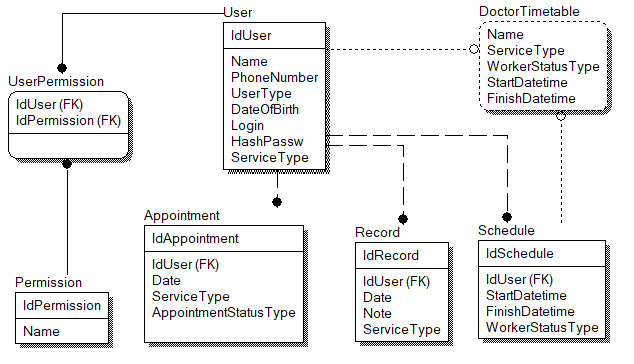 User
IdUser
Name
PhoneNumber
UserType
DateOfBirth
Login
HashPassw
ServiceType
DoctorTimetable
Name
ServiceType
WorkerStatusType
StartDatetime
FinishDatetime
UserPermission
IdUser (FK)
IdPermission (FK)
Appointment
IdAppointment
IdUser (FK)
Date
ServiceType
AppointmentStatusType
Record
IdRecord
IdUser (FK)
Date
Note
ServiceType
Schedule
IdSchedule
IdUser (FK)
StartDatetime
FinishDatetime
WorkerStatusType
Permission
IdPermission
Name